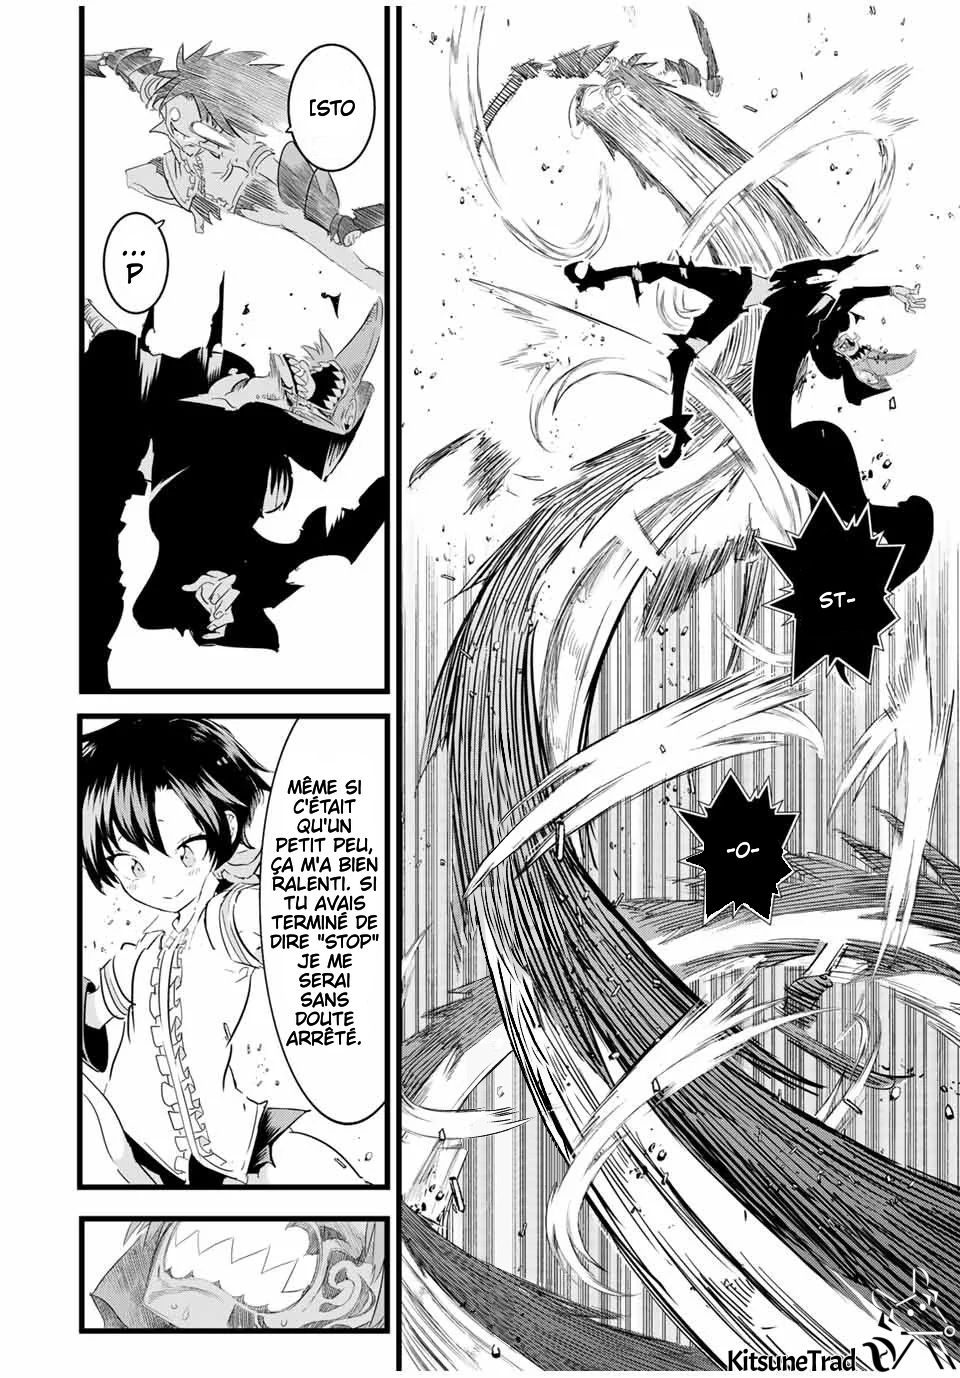 ST-
-O-
[STO
...
P
MÊME SI
C'ÉTAIT
QU'UN
PETIT PEU,
ÇA M'A BIEN
RALENTI. SI
TU AVAIS
TERMINÉ DE
DIRE "STOP"
JE ME
SERAI
SANS
DOUTE
ARRÊTÉ.
KitsuneTrad